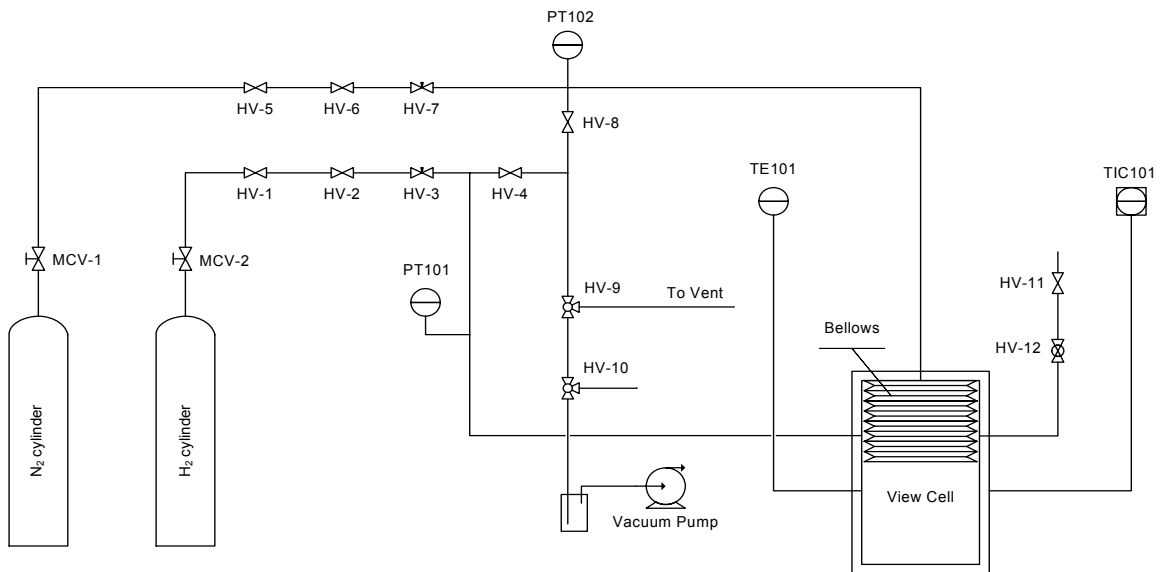 PT102
HV-5
HV-6
HV-7
HV-8
HV-1
HV-2
HV-3
HV-4
TE101
TIC101
MCV-1
MCV-2
PT101
HV-9
To Vent
HV-11
Bellows
HV-12
HV-10
N₂ cylinder
H₂ cylinder
View Cell
Vacuum Pump